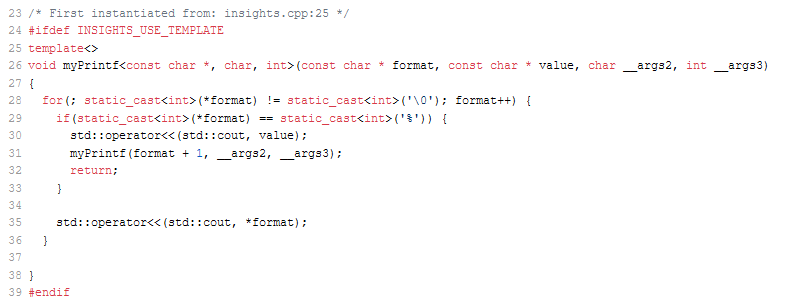 23 /* First instantiated from: insights.cpp:25 */
24 #ifdef INSIGHTS_USE_TEMPLATE
25 template<>
26 void myPrintf<const char *, char, int>(const char * format, const char * value, char __args2, int __args3)
27 {
28   for(; static_cast<int>(*format) != static_cast<int>('\0'); format++) {
29     if(static_cast<int>(*format) == static_cast<int>('%')) {
30       std::operator<<(std::cout, value);
31       myPrintf(format + 1, __args2, __args3);
32       return;
33     }
34
35     std::operator<<(std::cout, *format);
36   }
37
38 }
39 #endif